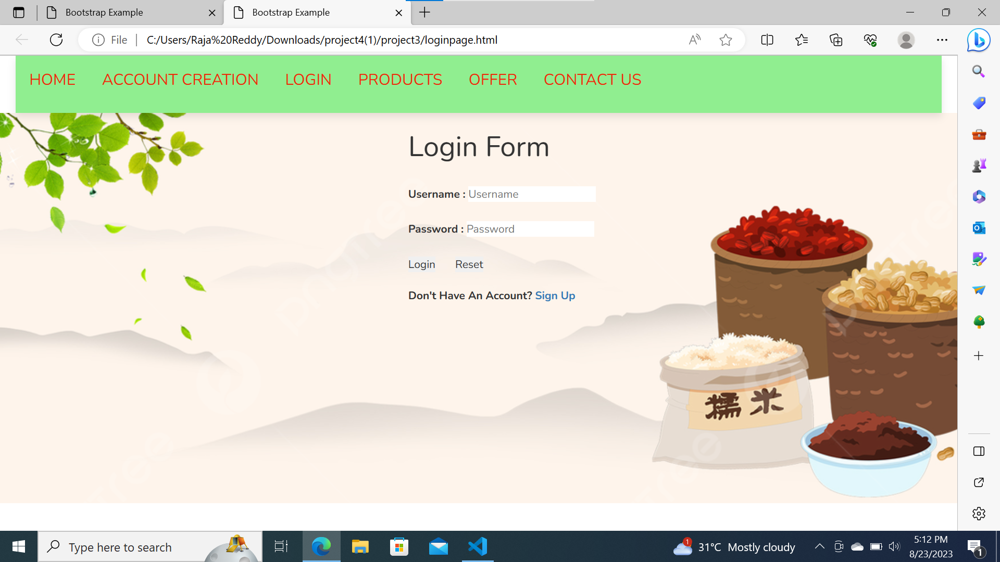 Bootstrap Example
Bootstrap Example
File
C:/Users/Raja%20Reddy/Downloads/project4(1)/project3/loginpage.html
HOME ACCOUNT CREATION LOGIN PRODUCTS OFFER CONTACT US
Login Form
Username : Username
Password : Password
Login Reset
Don't Have An Account? Sign Up
糯米
Type here to search
1
31°C Mostly cloudy
5:12 PM
8/23/2023
1